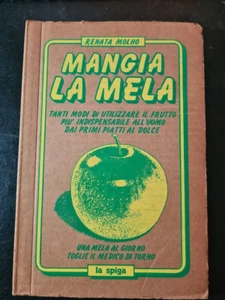 RENATA MOLHO
MANGIA
LA MELA
TANTI MODI DI UTILIZZARE IL FRUTTO
PIU' INDISPENSABILE ALL'UOMO
DAI PRIMI PIATTI AL DOLCE
UNA MELA AL GIORNO
TOGLIE IL MEDICO DI TORNO
la spiga